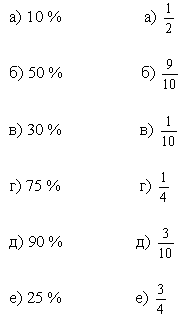 а) 10 % а) 1/2
б) 50 % б) 9/10
в) 30 % в) 1/10
г) 75 % г) 1/4
д) 90 % д) 3/10
е) 25 % е) 3/4